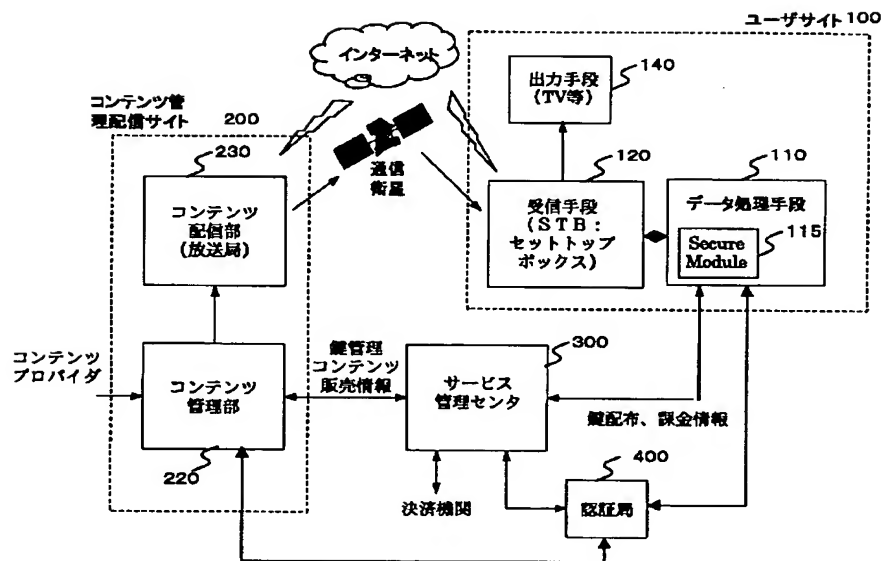 ユーザサイト 100
インターネット
出力手段
(TV等)
140
コンテンツ管
理配信サイト 200
230
コンテンツ
配信部
(放送局)
通信
衛星
120
受信手段
(STB:
セットトップ
ボックス)
110
データ処理手段
115
Secure
Module
コンテンツ
プロバイダ
コンテンツ
管理部
220
鍵管理
コンテンツ
販売情報
300
サービス
管理センタ
鍵配布、課金情報
決済機関
400
認証局